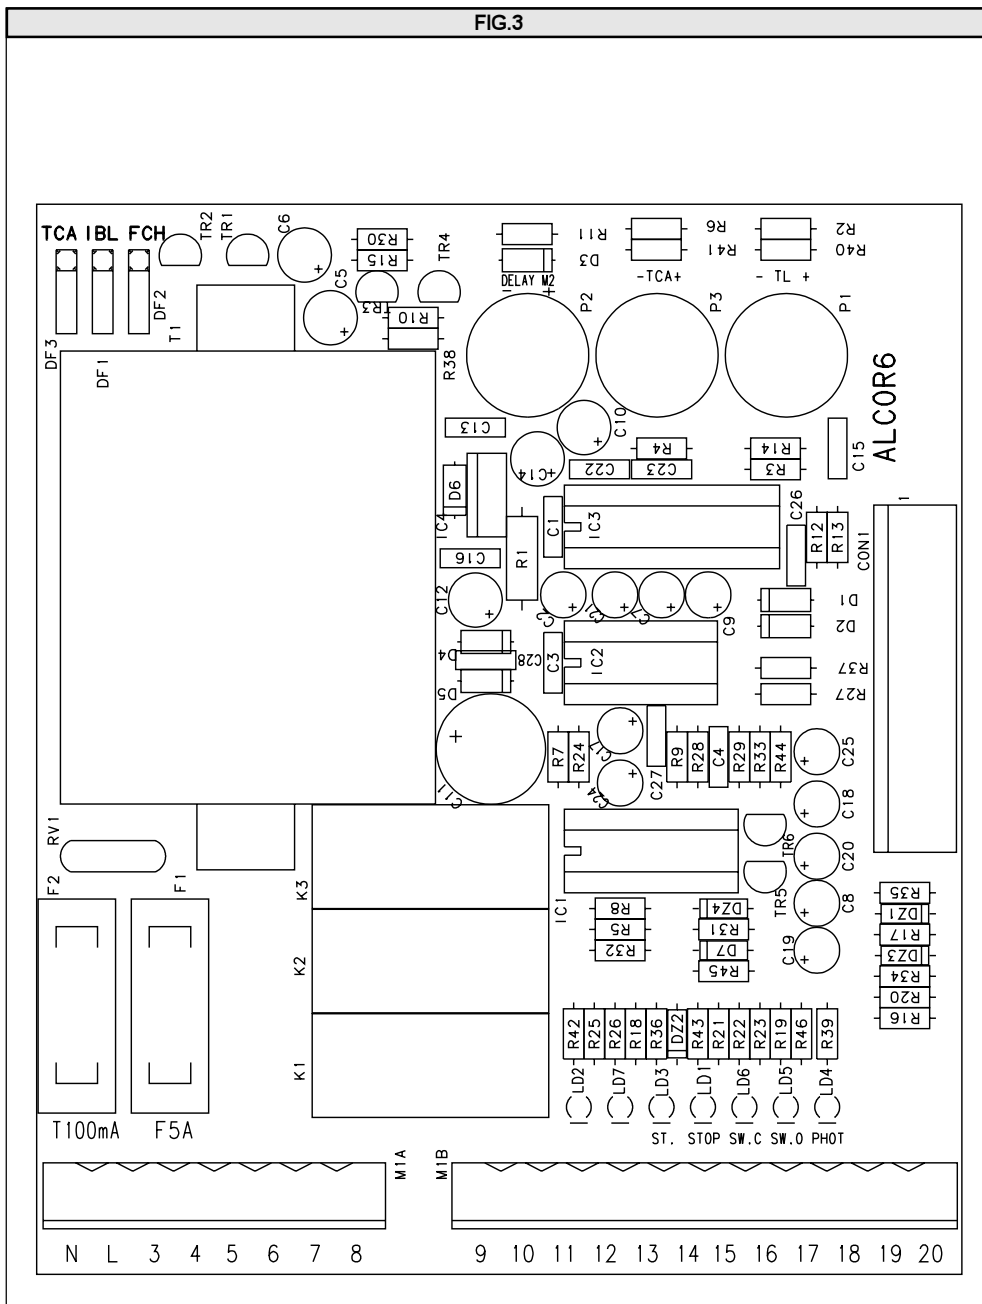 FIG.3
TCA IBL FCH
TR2
TR1
C6
R30
R15
TR4
R11
D3
R6
R41
R2
R40
DELAY M2
- +
-TCA+
- TL +
DF2
T1
C5
TR3
R10
P2
P3
P1
DF3
DF1
R38
ALCOR6
C13
C10
C14
C22
R4
C23
R14
R3
C15
D6
IC4
C1
IC3
C26
R12
R13
CON1
1
C16
R1
C12
C2
C21
C7
C9
D1
D2
D4
C28
D5
C3
IC2
R37
R27
C11
R7
R24
C17
C24
C27
R9
R28
C4
R29
R33
R44
C25
C18
RV1
F2
F1
K3
IC1
TR6
TR5
C20
C8
C19
R8
R5
R32
DZ4
R31
D7
R45
R35
DZ1
R17
DZ3
R34
R20
R16
K2
K1
R42
R25
R26
R18
R36
DZ2
R43
R21
R22
R23
R19
R46
R39
LD2
LD7
LD3
LD1
LD6
LD5
LD4
T100mA F5A
ST. STOP SW.C SW.O PHOT
M1A
M1B
N L 3 4 5 6 7 8 9 10 11 12 13 14 15 16 17 18 19 20